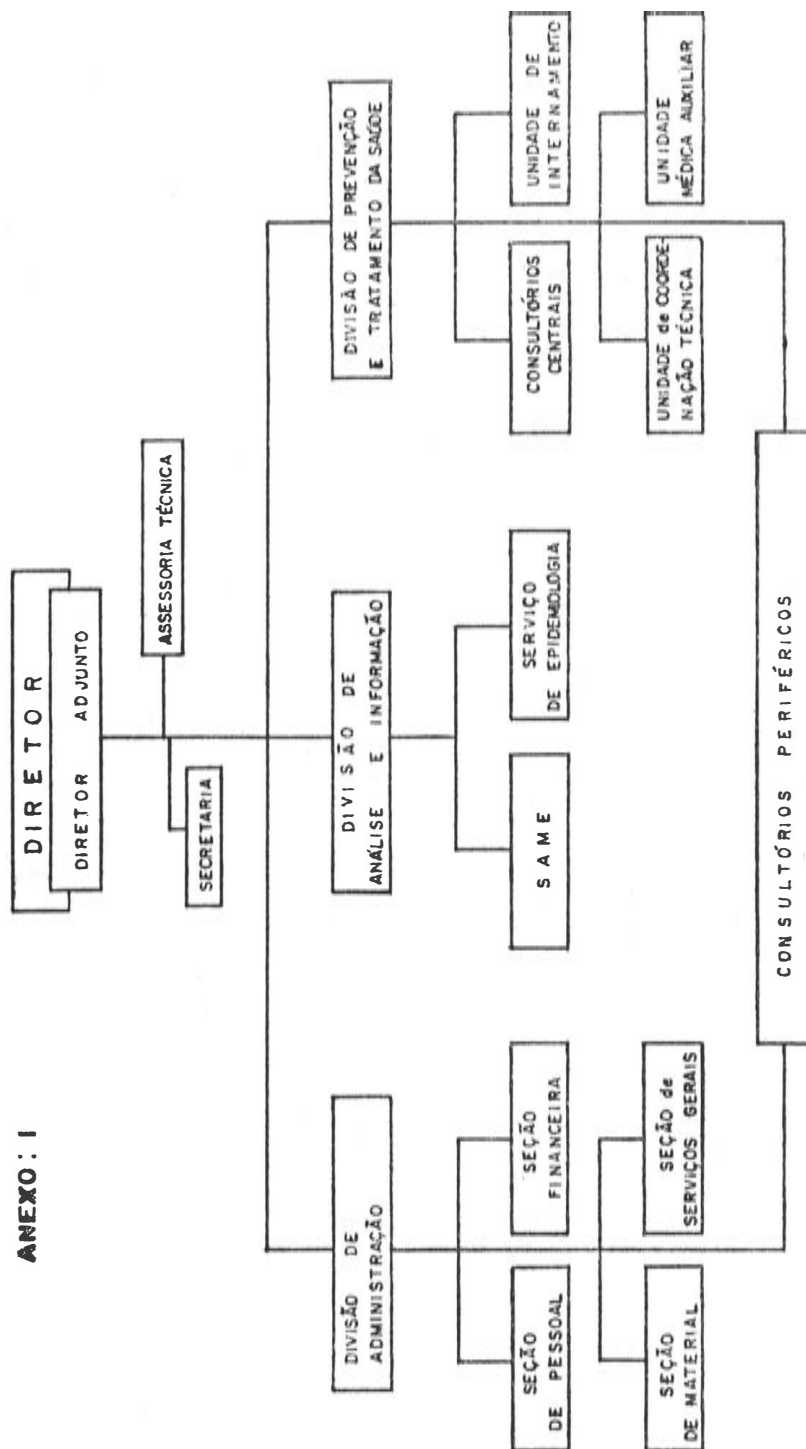 ANEXO: I
DIRETOR
DIRETOR ADJUNTO
ASSESSORIA TÉCNICA
SECRETARIA
DIVISÃO DE
ADMINISTRAÇÃO
DIVISÃO DE
ANÁLISE E INFORMAÇÃO
DIVISÃO DE PREVENÇÃO
E TRATAMENTO DA SAÚDE
SEÇÃO
DE PESSOAL
SEÇÃO
FINANCEIRA
SAME
SERVIÇO
DE EPIDEMIOLOGIA
CONSULTÓRIOS
CENTRAIS
UNIDADE DE
INTERNAMENTO
SEÇÃO
DE MATERIAL
SEÇÃO de
SERVIÇOS GERAIS
UNIDADE de COORDE-
NAÇÃO TÉCNICA
UNIDADE
MÉDICA AUXILIAR
CONSULTÓRIOS PERIFÉRICOS